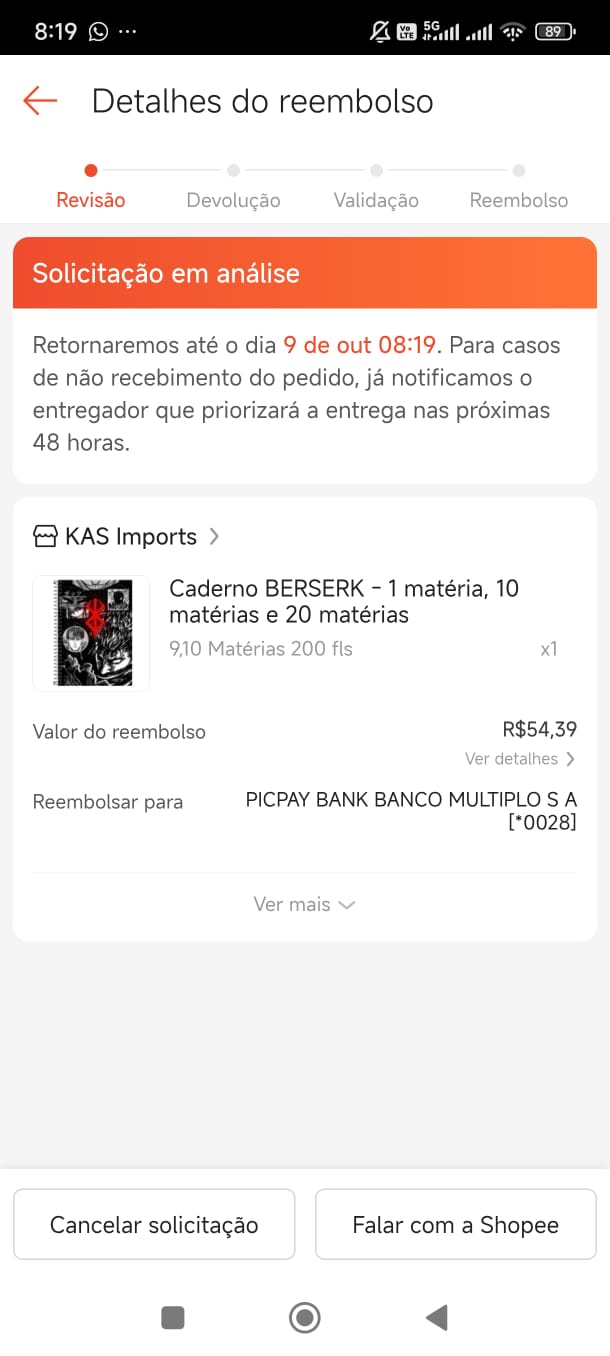 8:19
VO LTE 5G 89
Detalhes do reembolso
Revisão Devolução Validação Reembolso
Solicitação em análise
Retornaremos até o dia 9 de out 08:19. Para casos
de não recebimento do pedido, já notificamos o
entregador que priorizará a entrega nas próximas
48 horas.
KAS Imports
Caderno BERSERK - 1 matéria, 10
matérias e 20 matérias
9,10 Matérias 200 fls x1
Valor do reembolso R$54,39
Ver detalhes
Reembolsar para PICPAY BANK BANCO MULTIPLO S A
[*0028]
Ver mais
Cancelar solicitação Falar com a Shopee